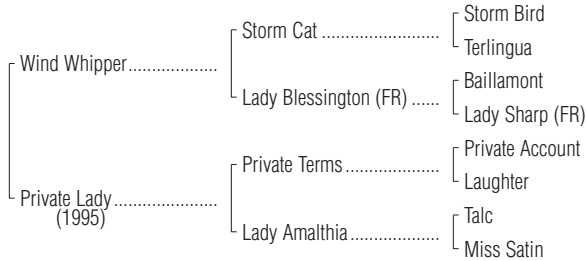 Storm Bird
Storm Cat ..........................
Terlingua
Wind Whipper....................
Baillamont
Lady Blessington (FR) ......
Lady Sharp (FR)
Private Account
Private Terms .....................
Laughter
Private Lady .......................
(1995)
Talc
Lady Amalthia.....................
Miss Satin